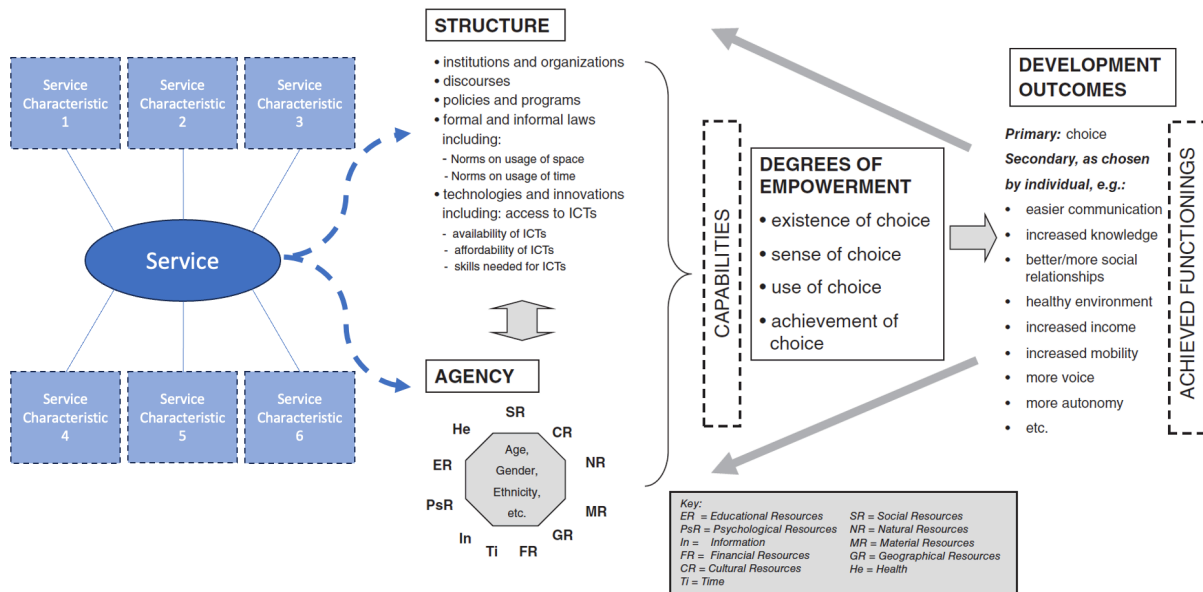 Service
Characteristic
1
Service
Characteristic
2
Service
Characteristic
3
Service
Service
Characteristic
4
Service
Characteristic
5
Service
Characteristic
6
STRUCTURE
• institutions and organizations
• discourses
• policies and programs
• formal and informal laws
including:
- Norms on usage of space
- Norms on usage of time
• technologies and innovations
including: access to ICTs
- availability of ICTs
- affordability of ICTs
- skills needed for ICTs
AGENCY
SR
CR
NR
MR
GR
FR
Ti
In
PsR
ER
He
Age,
Gender,
Ethnicity,
etc.
CAPABILITIES
DEGREES OF
EMPOWERMENT
• existence of choice
• sense of choice
• use of choice
• achievement of
choice
DEVELOPMENT
OUTCOMES
Primary: choice
Secondary, as chosen
by individual, e.g.:
• easier communication
• increased knowledge
• better/more social
relationships
• healthy environment
• increased income
• increased mobility
• more voice
• more autonomy
• etc.
ACHIEVED FUNCTIONINGS
Key:
ER = Educational Resources
PsR = Psychological Resources
In = Information
FR = Financial Resources
CR = Cultural Resources
Ti = Time
SR = Social Resources
NR = Natural Resources
MR = Material Resources
GR = Geographical Resources
He = Health